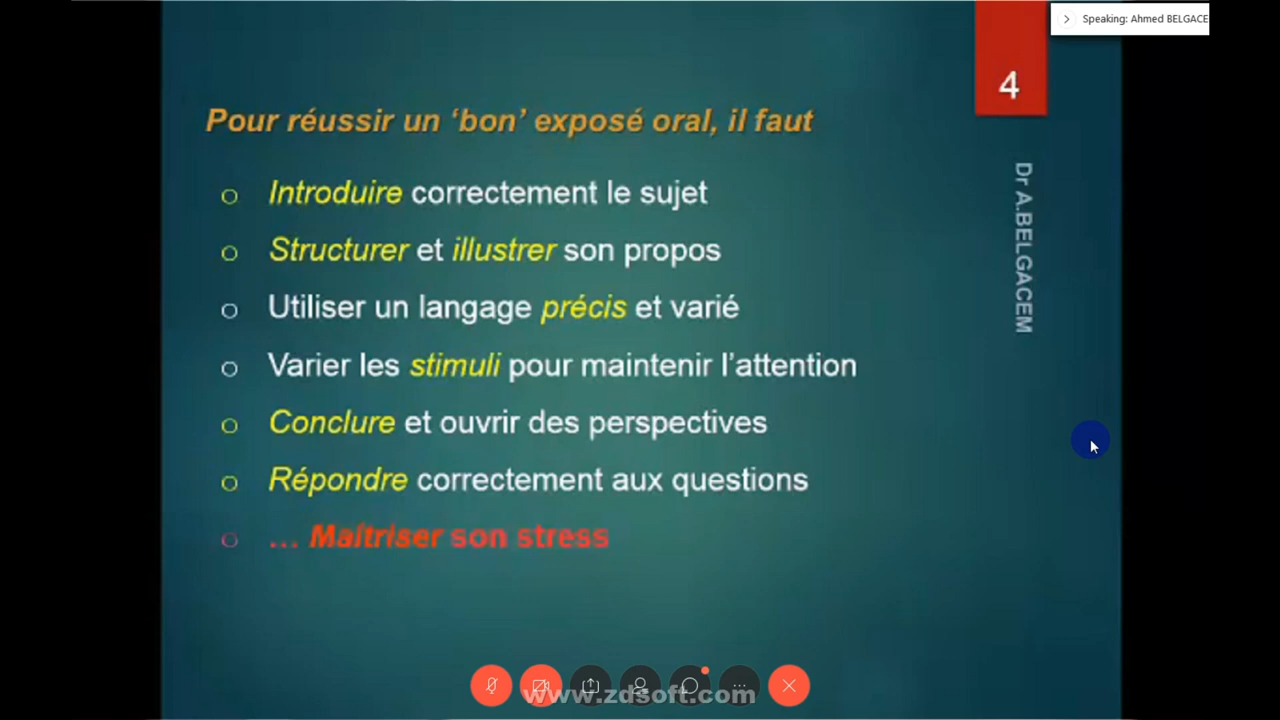 Speaking: Ahmed BELGACE
4
Pour réussir un ‘bon’ exposé oral, il faut
Introduire correctement le sujet
Structurer et illustrer son propos
Utiliser un langage précis et varié
Varier les stimuli pour maintenir l’attention
Conclure et ouvrir des perspectives
Répondre correctement aux questions
... Maîtriser son stress
Dr A.BELGACEM
www.zdsoft.com